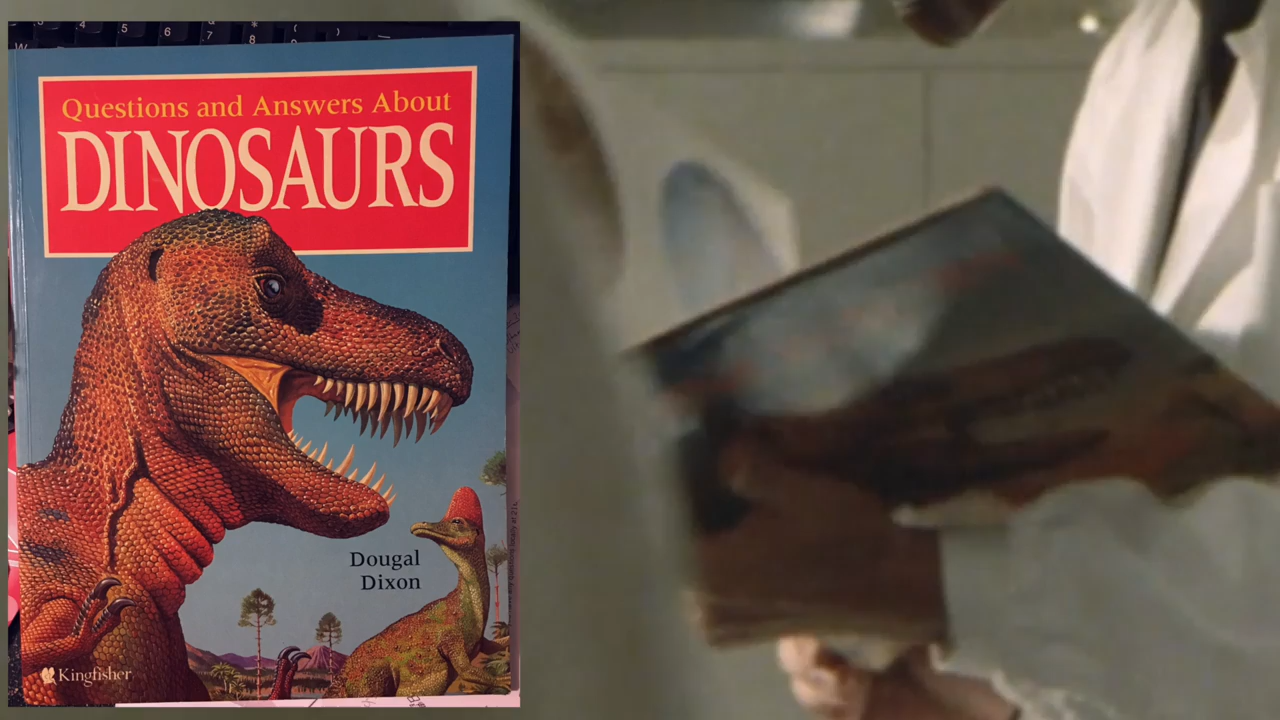 Questions and Answers About
DINOSAURS
Dougal
Dixon
Kingfisher